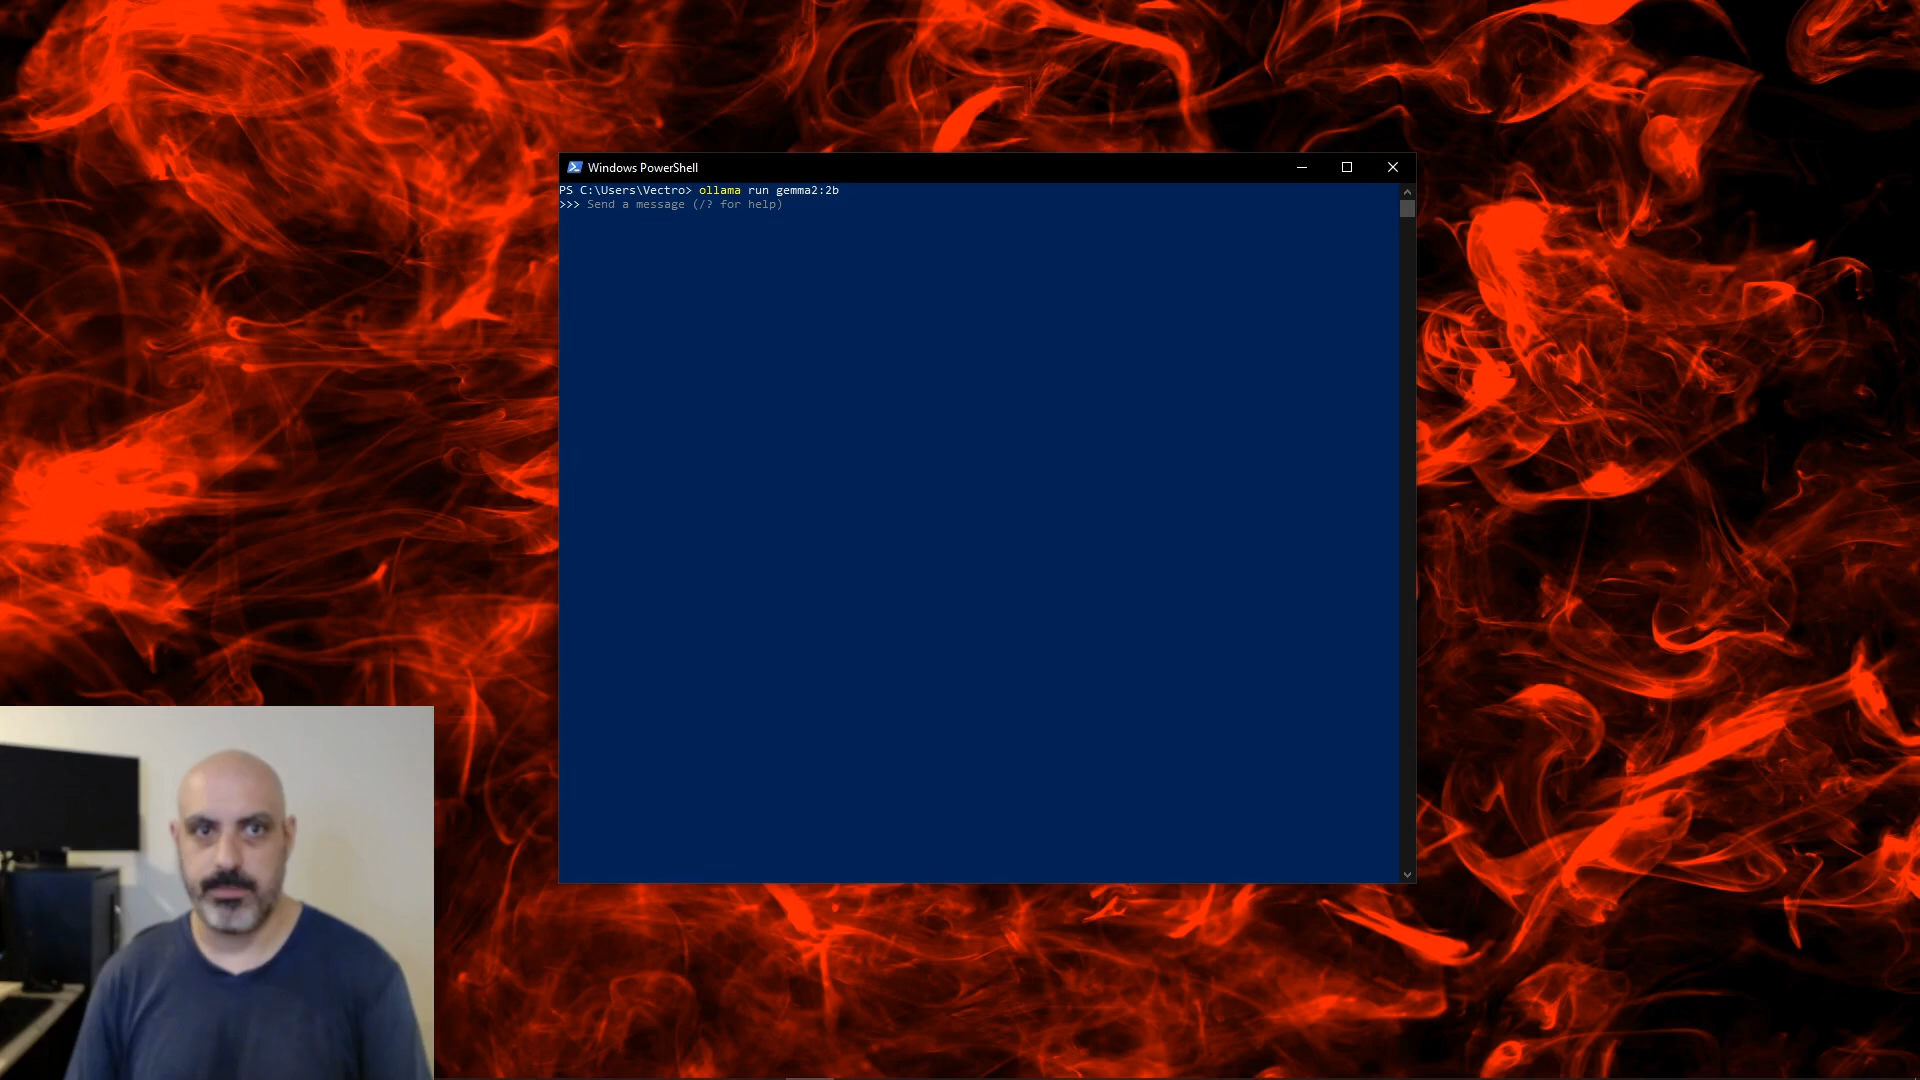 Windows PowerShell
PS C:\Users\Vectro> ollama run gemma2:2b
>>> Send a message (/? for help)